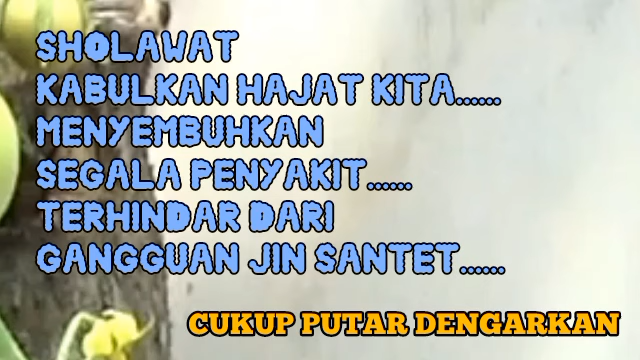 SHOLAWAT
KABULKAN HAJAT KITA......
MENYEMBUHKAN
SEGALA PENYAKIT......
TERHINDAR DARI
GANGGUAN JIN SANTET......
CUKUP PUTAR DENGARKAN